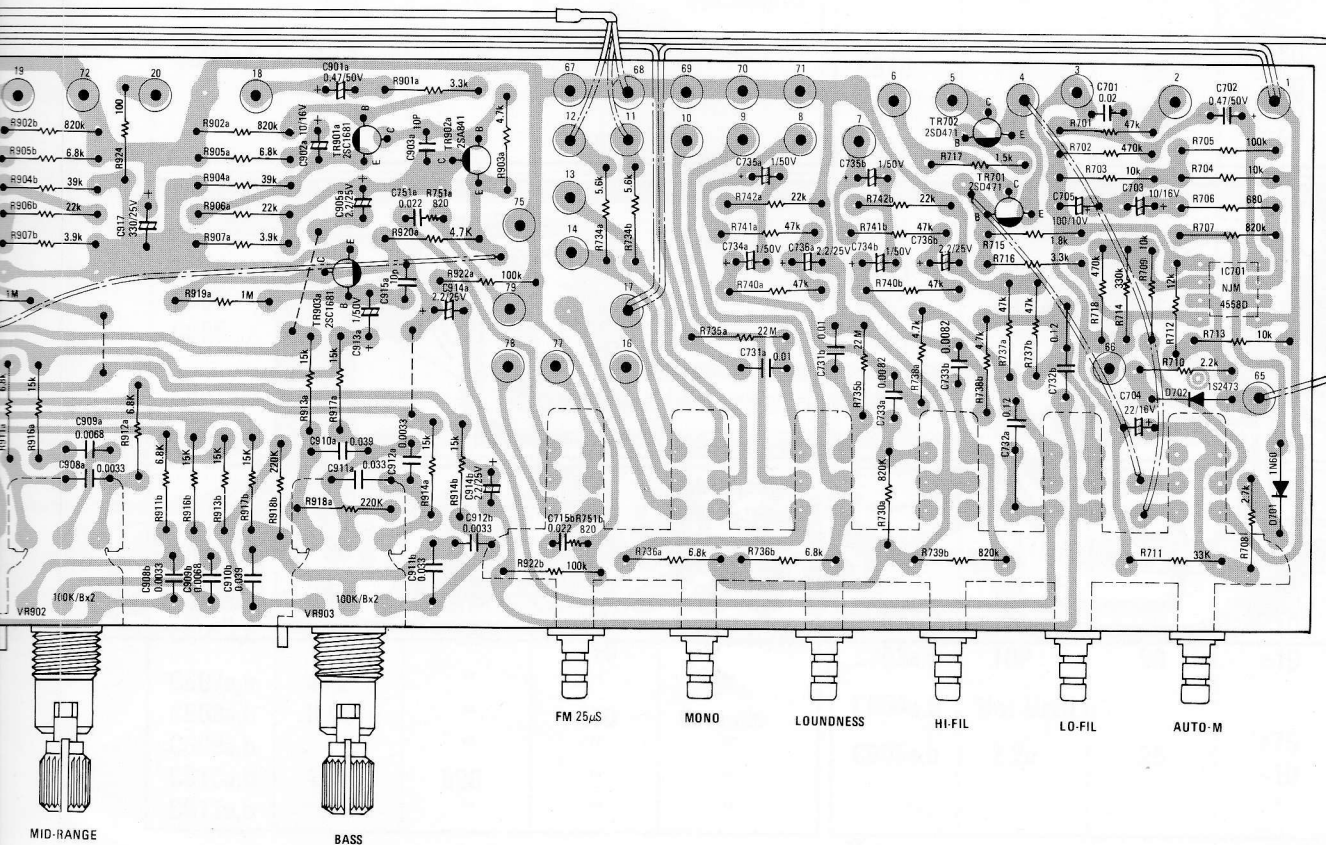 19
72
20
18
67
68
69
70
71
6
5
4
3
2
1
C901a
0.47/50V
R901a
3.3k
R902b 820k
R905b 6.8k
R904b 39k
R906b 22k
R907b 3.9k
1M
R924
100
C917
330/25V
R902a 820k
R905a 6.8k
R904a 39k
R906a 22k
R907a 3.9k
R919a 1M
C902a 10/16V
TR901a
2SC1681
B
C
E
C903a 10P
TR902a
2SA841
B
C
E
4.7k
R903a
C905a
2.2/25V
C751a
0.022
R751a
820
R920a 4.7K
E
C
B
TR903a
2SC1681
C915a
10p
R922a 100k
C914a
2.2/25V
1/50V
C913a
75
79
78
77
16
17
12
11
13
14
10
9
8
7
5.6k
R734a
5.6k
R734b
C735a 1/50V
R742a 22k
R741a 47k
C734a 1/50V
C736a 2.2/25V
R740a 47k
R735a 22M
C731a 0.01
C735b 1/50V
R742b 22k
R741b 47k
C734b 1/50V
C736b
2.2/25V
R740b 47k
0.01
C731b
22M
R735b
0.0082
C733a
4.7k
R738a
0.0082
C733b
4.7k
R738b
47k
R737a
47k
R737b
0.12
C732b
0.12
C732a
820K
R730a
C
TR702
2SD471
B
E
R717 1.5k
TR701
2SD471
C
B
E
R715 1.8k
R716 3.3k
C701
0.02
R701 47k
R702 470k
R703 10k
C705
100/10V
C703
10/16V
C702
0.47/50V
R705 100k
R704 10k
R706 680
R707 820k
470k
R718
330k
R714
10k
R709
12k
R712
IC701
NJM
4558D
R713 10k
R710 2.2k
66
65
C704
22/16V
D702 1S2473
1N60
D701
2.7k
R708
R711 33K
6.8k
R911a
15k
R916a
C909a
0.0068
C908a
0.0033
6.8K
R912a
6.8K
R911b
15K
R916b
15K
R913b
15K
R917b
220K
R918b
15k
R913a
15k
R917a
C910a 0.039
C911a 0.033
R918a 220K
0.0033
C912a
15k
R914a
15k
R914b
C914b
2.2/25V
C912b
0.0033
C911b
0.033
C715b
0.022
R751b
820
R922b 100k
R736a 6.8k
R736b 6.8k
R739b 820k
C908b
0.0033
C909b
0.0068
C910b
0.039
100K/Bx2
VR902
100K/Bx2
VR903
FM 25µS
MONO
LOUNDNESS
HI-FIL
LO-FIL
AUTO-M
MID-RANGE
BASS